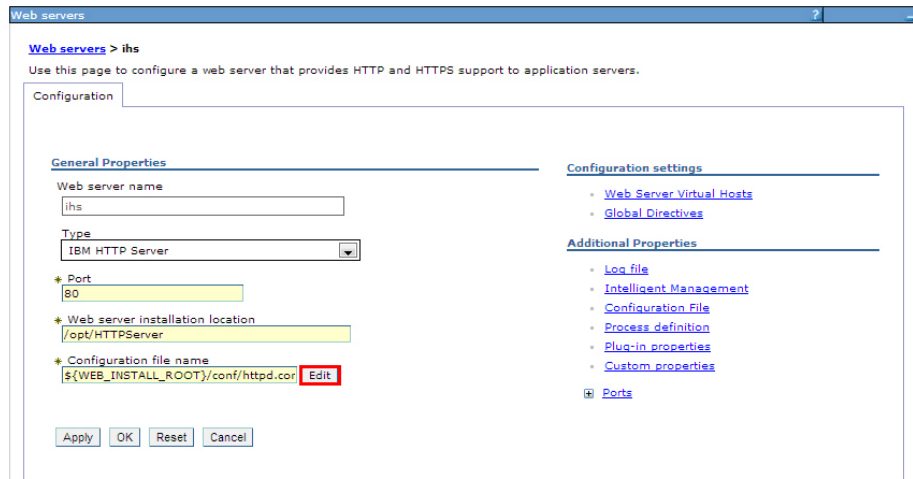 Web servers ? _
Web servers > ihs
Use this page to configure a web server that provides HTTP and HTTPS support to application servers.
Configuration
General Properties
Web server name
ihs
Type
IBM HTTP Server
* Port
80
* Web server installation location
/opt/HTTPServer
* Configuration file name
${WEB_INSTALL_ROOT}/conf/httpd.cor Edit
Apply OK Reset Cancel
Configuration settings
Web Server Virtual Hosts
Global Directives
Additional Properties
Log file
Intelligent Management
Configuration File
Process definition
Plug-in properties
Custom properties
+ Ports